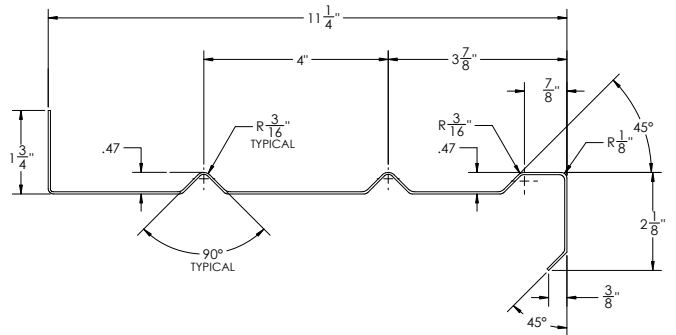 11 1/4"
4"
3 7/8"
7/8"
1 3/4"
.47
R 3/16"
TYPICAL
R 3/16"
.47
45°
R 1/8"
2 1/8"
90°
TYPICAL
3/8"
45°